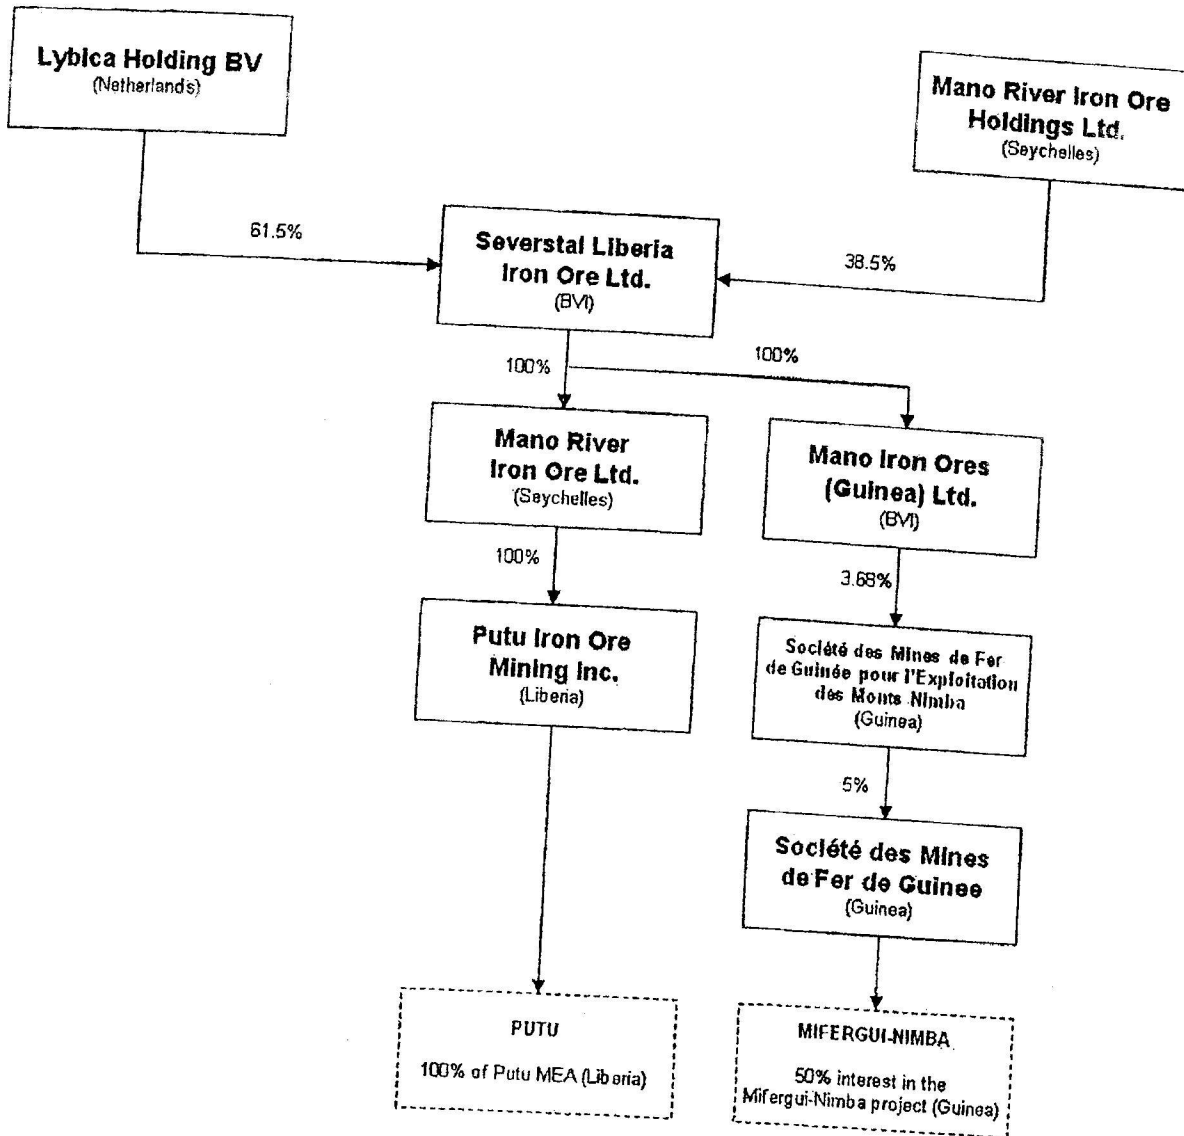 Lybica Holding BV
(Netherlands)
Mano River Iron Ore
Holdings Ltd.
(Seychelles)
61.5%
Severstal Liberia
Iron Ore Ltd.
(BVI)
38.5%
100%
100%
Mano River
Iron Ore Ltd.
(Seychelles)
Mano Iron Ores
(Guinea) Ltd.
(BVI)
100%
3.68%
Putu Iron Ore
Mining Inc.
(Liberia)
Société des Mines de Fer
de Guinée pour l'Exploitation
des Monts Nimba
(Guinea)
5%
Société des Mines
de Fer de Guinee
(Guinea)
PUTU
100% of Putu MEA (Liberia)
MIFERGUI-NIMBA
50% interest in the
Mifergui-Nimba project (Guinea)